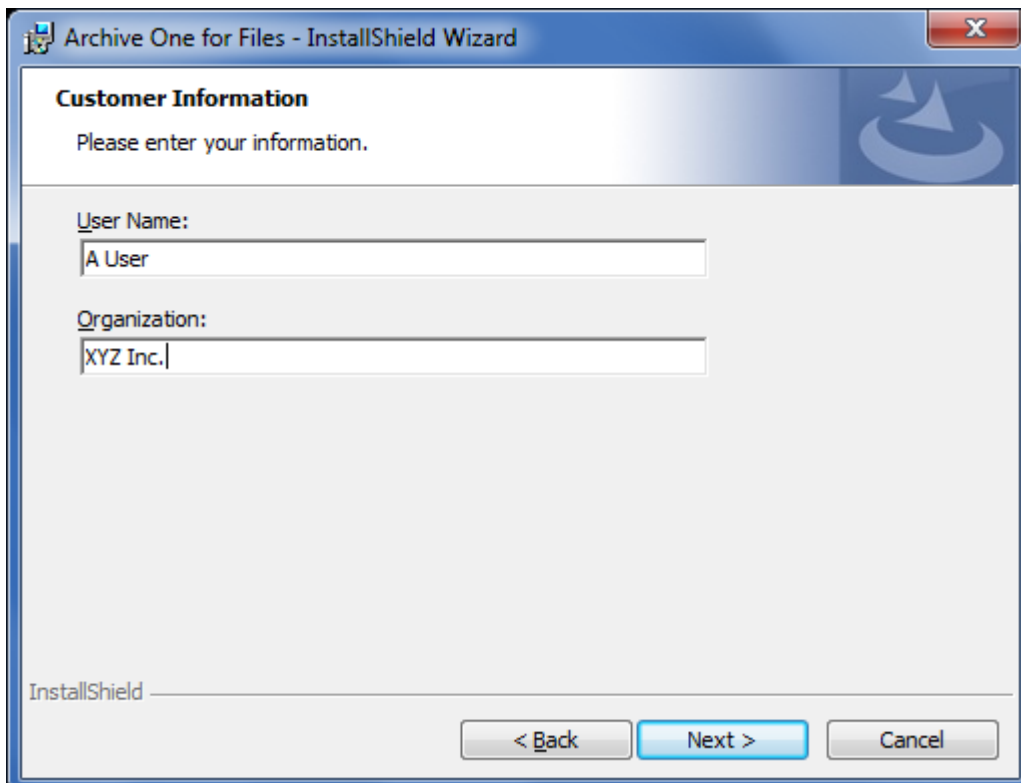 Archive One for Files - InstallShield Wizard
X
Customer Information
Please enter your information.
User Name:
A User
Organization:
XYZ Inc.
InstallShield
< Back
Next >
Cancel